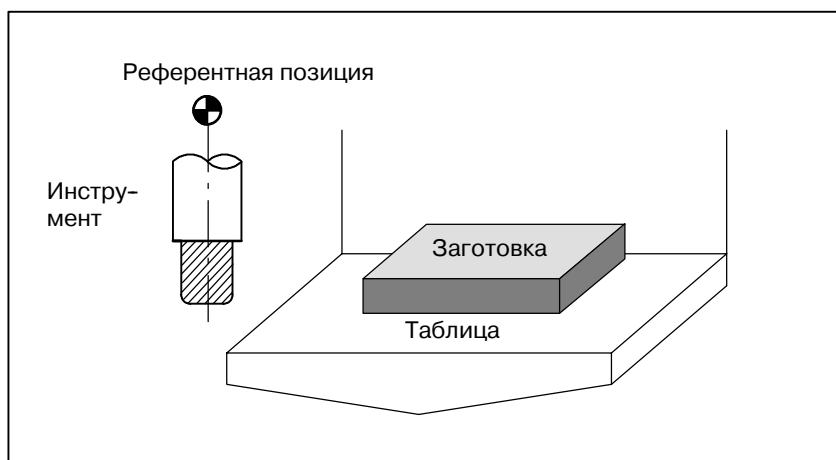 Референтная позиция
Инстру-
мент
Заготовка
Таблица